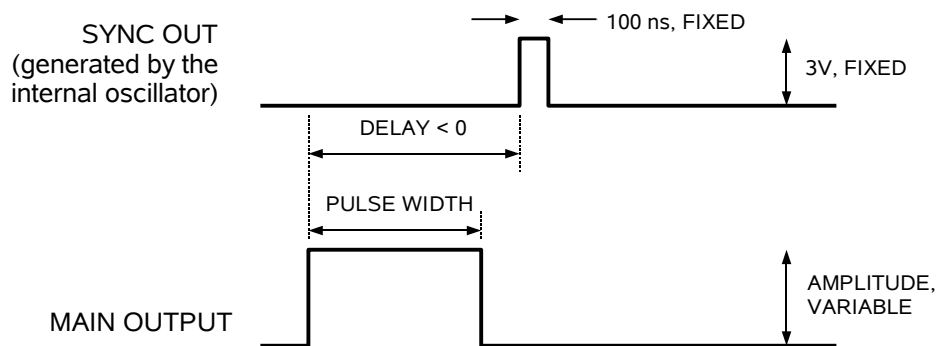 SYNC OUT
(generated by the
internal oscillator)
100 ns, FIXED
3V, FIXED
DELAY < 0
PULSE WIDTH
MAIN OUTPUT
AMPLITUDE,
VARIABLE